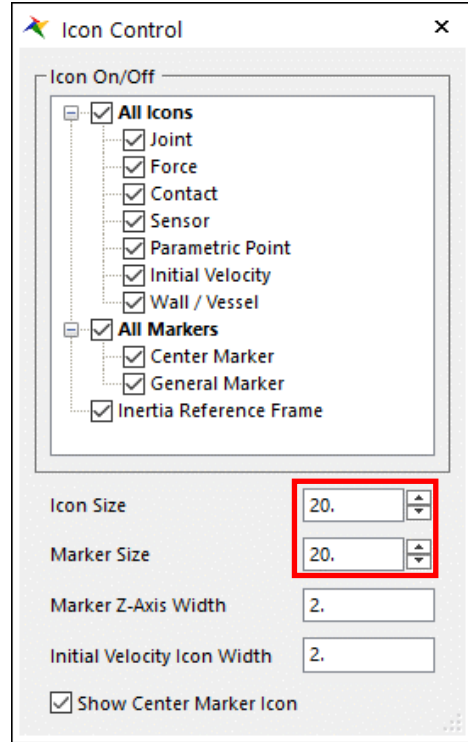 Icon Control
Icon On/Off
All Icons
Joint
Force
Contact
Sensor
Parametric Point
Initial Velocity
Wall / Vessel
All Markers
Center Marker
General Marker
Inertia Reference Frame
Icon Size 20.
Marker Size 20.
Marker Z-Axis Width 2.
Initial Velocity Icon Width 2.
Show Center Marker Icon